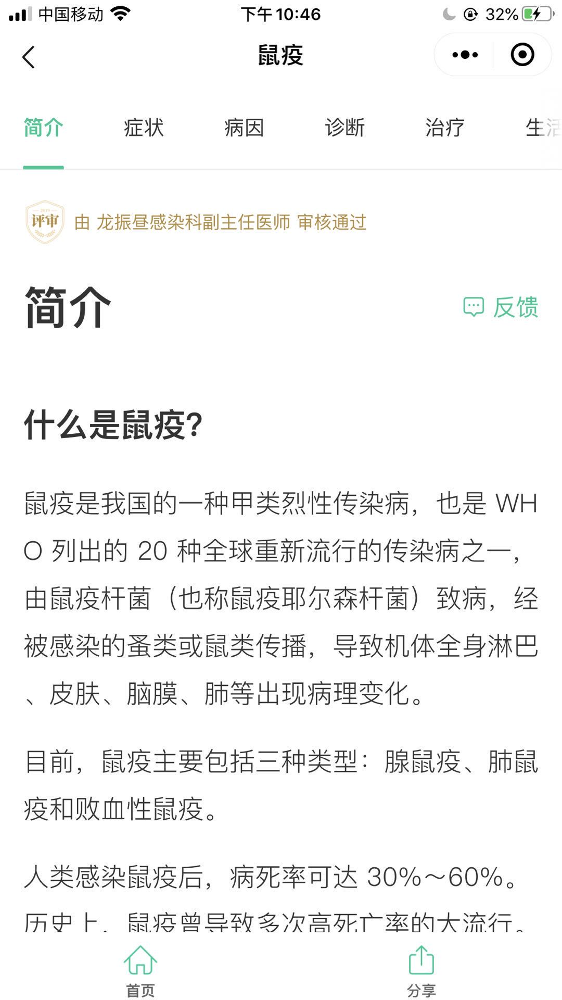 中国移动 下午10:46 32%
鼠疫
简介 症状 病因 诊断 治疗 生活
2019
评审
由 龙振昼感染科副主任医师 审核通过
简介
反馈
什么是鼠疫?
鼠疫是我国的一种甲类烈性传染病，也是 WH
O 列出的 20 种全球重新流行的传染病之一，
由鼠疫杆菌（也称鼠疫耶尔森杆菌）致病，经
被感染的蚤类或鼠类传播，导致机体全身淋巴
、皮肤、脑膜、肺等出现病理变化。
目前，鼠疫主要包括三种类型：腺鼠疫、肺鼠
疫和败血性鼠疫。
人类感染鼠疫后，病死率可达 30%～60%。
历史上，鼠疫曾导致多次高死亡率的大流行。
首页
分享